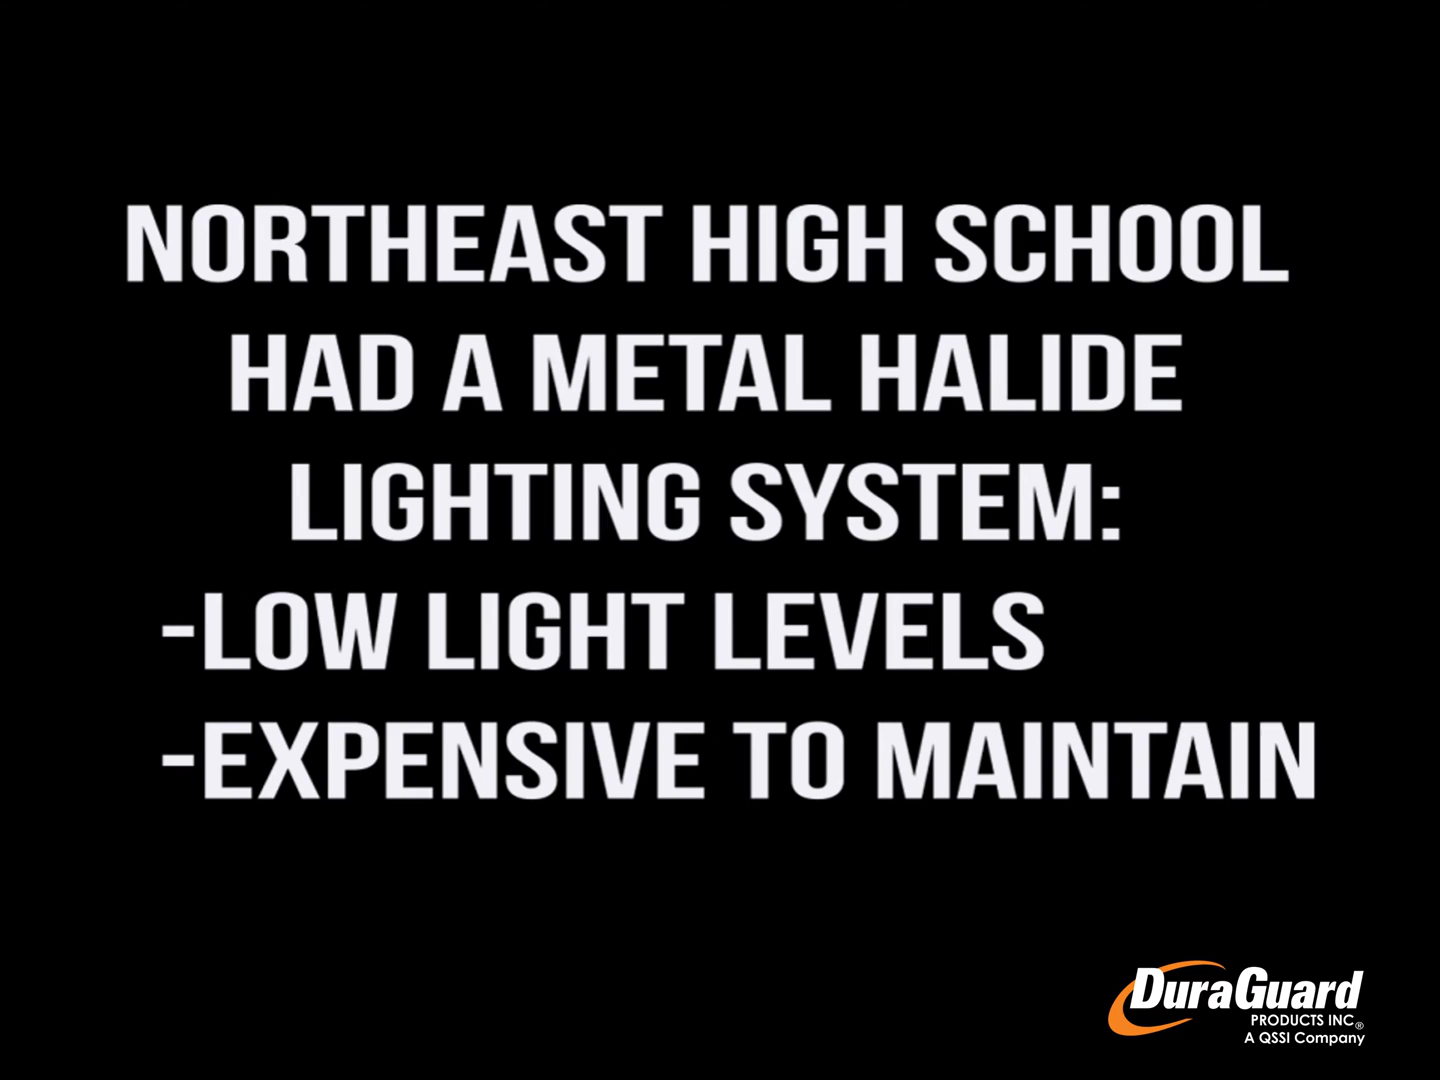 NORTHEAST HIGH SCHOOL
HAD A METAL HALIDE
LIGHTING SYSTEM:
-LOW LIGHT LEVELS
-EXPENSIVE TO MAINTAIN
DuraGuard
PRODUCTS INC®
A QSSI Company